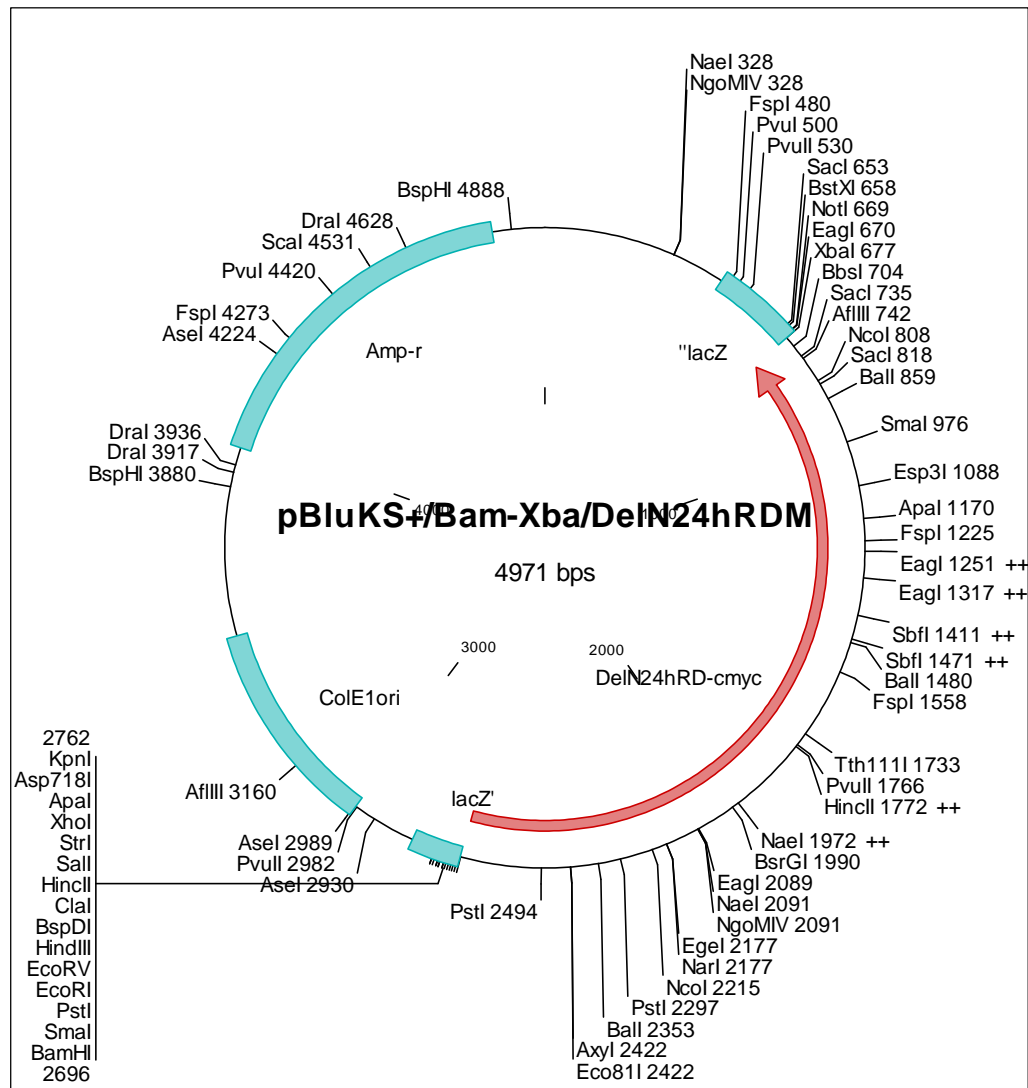 NaeI 328
NgoMIV 328
FspI 480
PvuI 500
PvuII 530
SacI 653
BstXI 658
NotI 669
EagI 670
XbaI 677
BbsI 704
SacI 735
AflIII 742
NcoI 808
SacI 818
BalI 859
SmaI 976
Esp3I 1088
ApaI 1170
FspI 1225
EagI 1251 ++
EagI 1317 ++
SbfI 1411 ++
SbfI 1471 ++
BalI 1480
FspI 1558
Tth111I 1733
PvuII 1766
HincII 1772 ++
NaeI 1972 ++
BsrGI 1990
EagI 2089
NaeI 2091
NgoMIV 2091
EgeI 2177
NarI 2177
NcoI 2215
PstI 2297
BalI 2353
AxyI 2422
Eco81I 2422
PstI 2494
2762
KpnI
Asp718I
ApaI
XhoI
StrI
SalI
HincII
ClaI
BspDI
HindIII
EcoRV
EcoRI
PstI
SmaI
BamHI
2696
AseI 2930
PvuII 2982
AseI 2989
AflIII 3160
BspHI 3880
DraI 3917
DraI 3936
AseI 4224
FspI 4273
PvuI 4420
ScaI 4531
DraI 4628
BspHI 4888
Amp-r
"lacZ
pBluKS+/Bam-Xba/DelN24hRDM
4971 bps
1000
2000
3000
4000
DelN24hRD-cmyc
ColE1ori
lacZ'